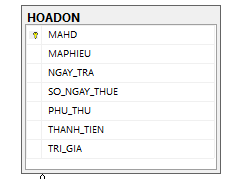 HOADON
MAHD
MAPHIEU
NGAY_TRA
SO_NGAY_THUE
PHU_THU
THANH_TIEN
TRI_GIA